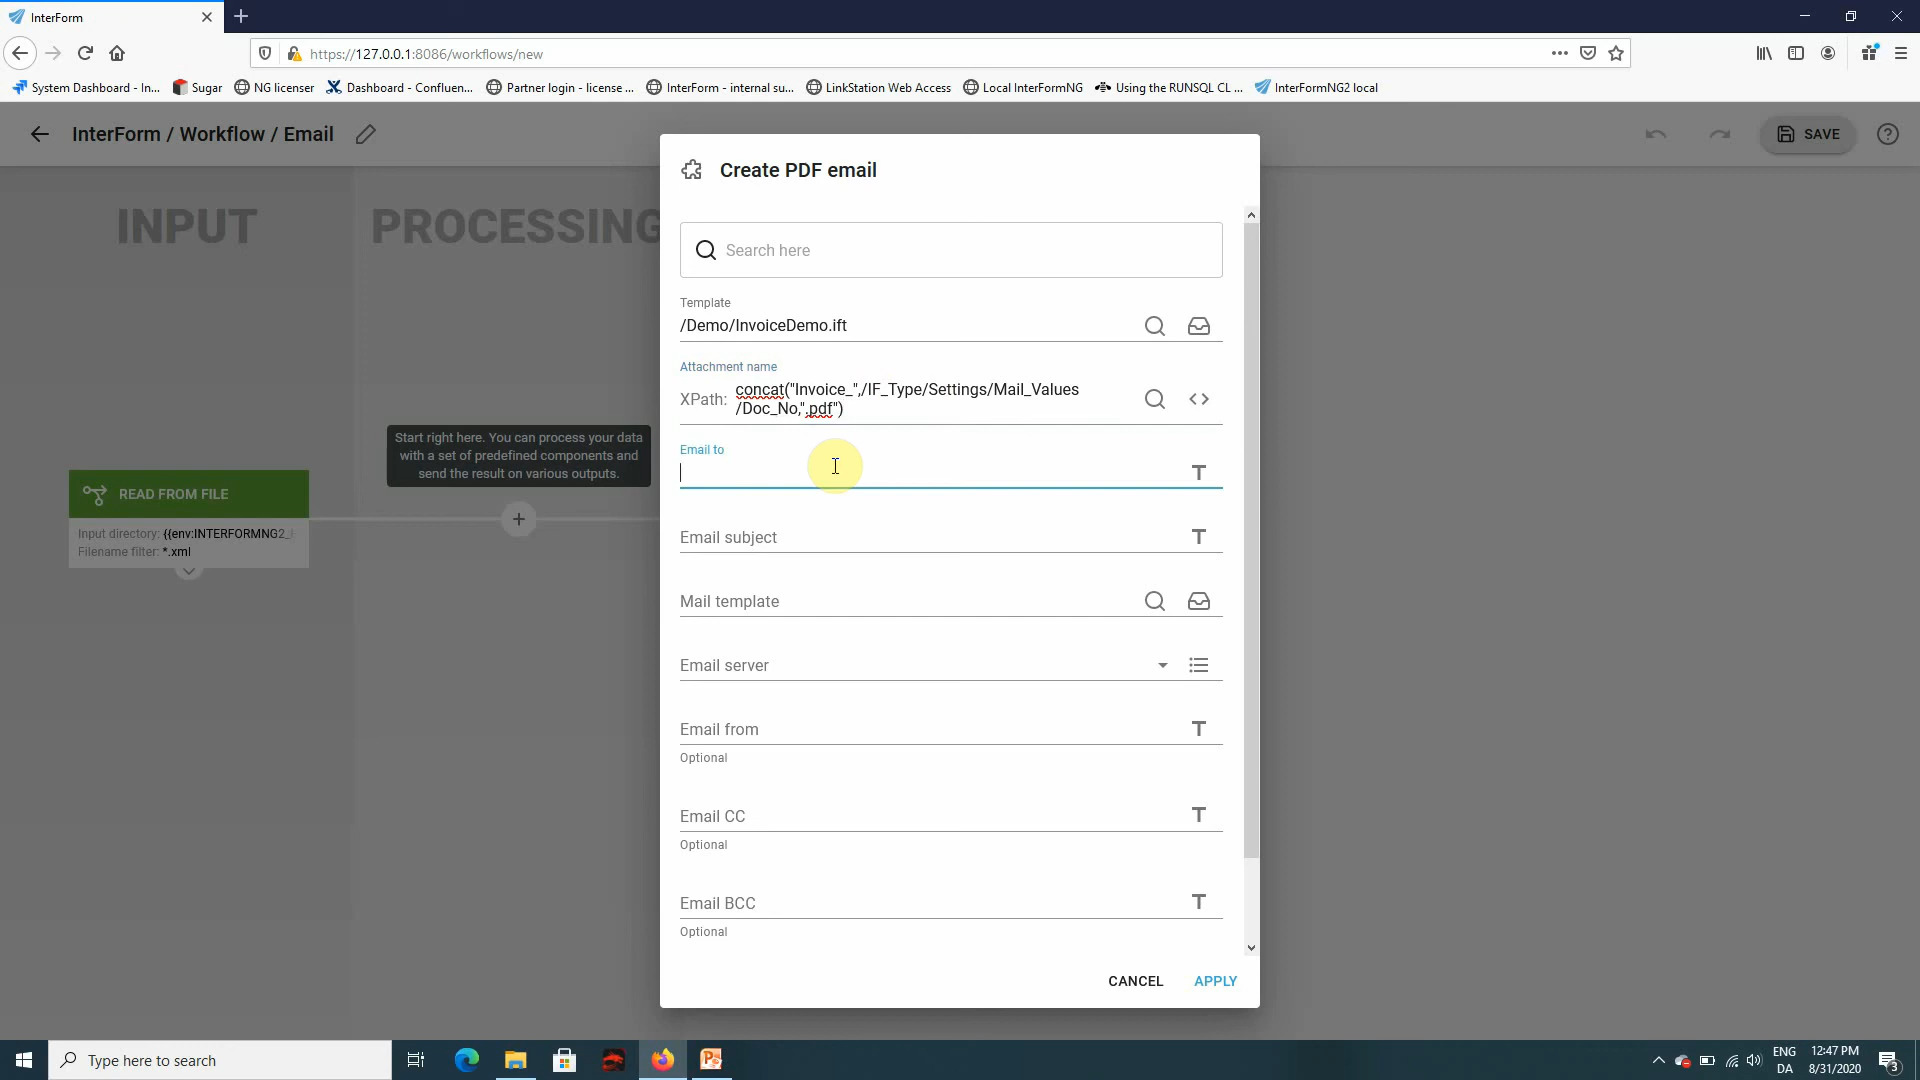 InterForm
https://127.0.0.1:8086/workflows/new
System Dashboard - In...
Sugar
NG licenser
Dashboard - Confluen...
Partner login - license ...
InterForm - internal su...
LinkStation Web Access
Local InterFormNG
Using the RUNSQL CL ...
InterFormNG2 local
InterForm / Workflow / Email
SAVE
INPUT
PROCESSING
READ FROM FILE
Input directory: {{env:INTERFORMNG2_
Filename filter: *.xml
Start right here. You can process your data
with a set of predefined components and
send the result on various outputs.
Create PDF email
Search here
Template
/Demo/InvoiceDemo.ift
Attachment name
XPath: concat("Invoice_",/IF_Type/Settings/Mail_Values
/Doc_No,".pdf")
Email to
Email subject
Mail template
Email server
Email from
Optional
Email CC
Optional
Email BCC
Optional
CANCEL
APPLY
Type here to search
ENG
DA
12:47 PM
8/31/2020
3